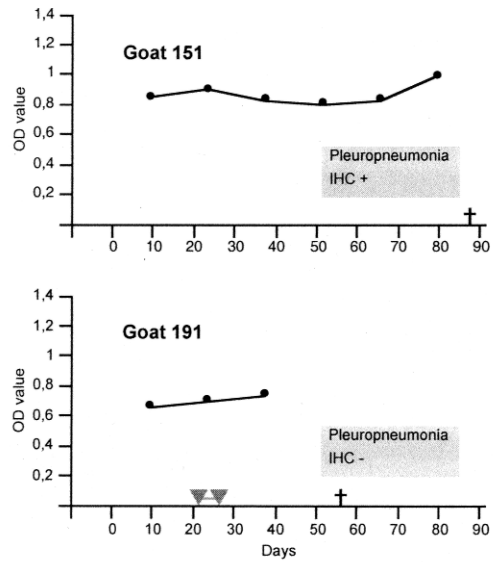 1,4
1,2
Goat 151
1
0,8
OD value
0,6
Pleuropneumonia
0,4
IHC +
0,2
†
0 10 20 30 40 50 60 70 80 90
1,4
1,2
Goat 191
1
0,8
OD value
0,6
0,4
Pleuropneumonia
IHC -
0,2
†
0 10 20 30 40 50 60 70 80 90
Days